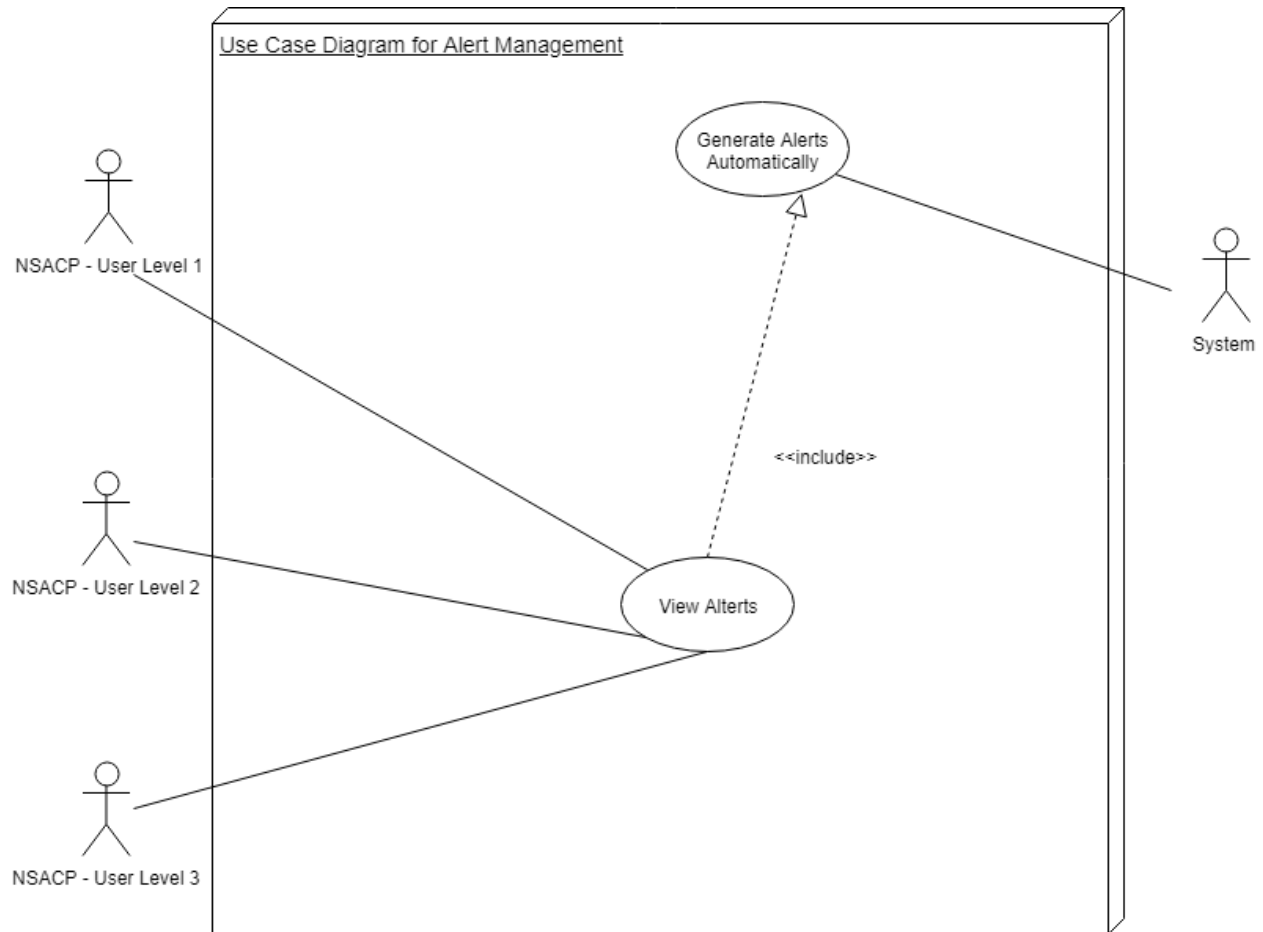 Use Case Diagram for Alert Management
Generate Alerts
Automatically
NSACP - User Level 1
System
<<include>>
NSACP - User Level 2
View Alterts
NSACP - User Level 3